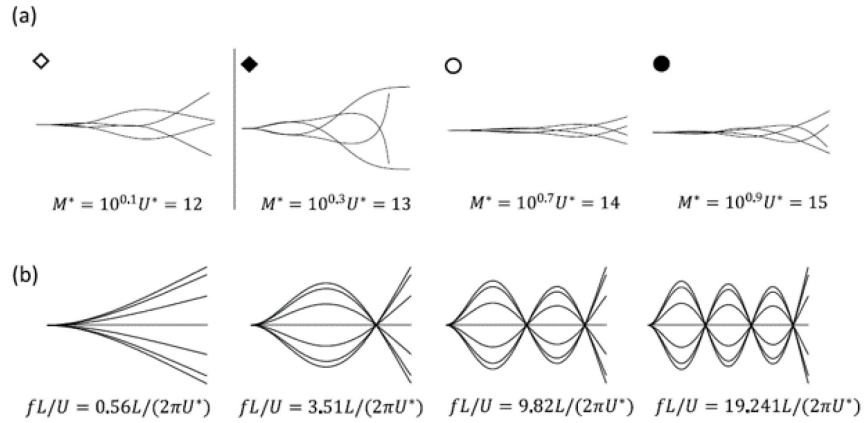 (a)
M* = 10^0.1 U* = 12
M* = 10^0.3 U* = 13
M* = 10^0.7 U* = 14
M* = 10^0.9 U* = 15
(b)
fL/U = 0.56L/(2πU*)
fL/U = 3.51L/(2πU*)
fL/U = 9.82L/(2πU*)
fL/U = 19.241L/(2πU*)